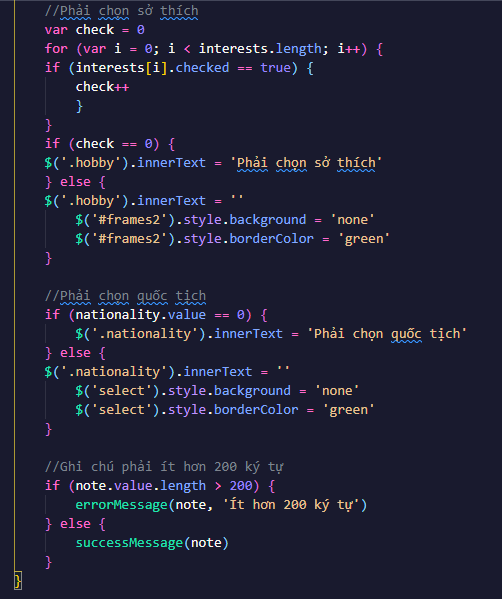 //Phải chọn sở thích
var check = 0
for (var i = 0; i < interests.length; i++) {
if (interests[i].checked == true) {
check++
}
}
if (check == 0) {
$('.hobby').innerText = 'Phải chọn sở thích'
} else {
$('.hobby').innerText = ''
$('#frames2').style.background = 'none'
$('#frames2').style.borderColor = 'green'
}
//Phải chọn quốc tịch
if (nationality.value == 0) {
$('.nationality').innerText = 'Phải chọn quốc tịch'
} else {
$('.nationality').innerText = ''
$('select').style.background = 'none'
$('select').style.borderColor = 'green'
}
//Ghi chú phải ít hơn 200 ký tự
if (note.value.length > 200) {
errorMessage(note, 'Ít hơn 200 ký tự')
} else {
successMessage(note)
}
}